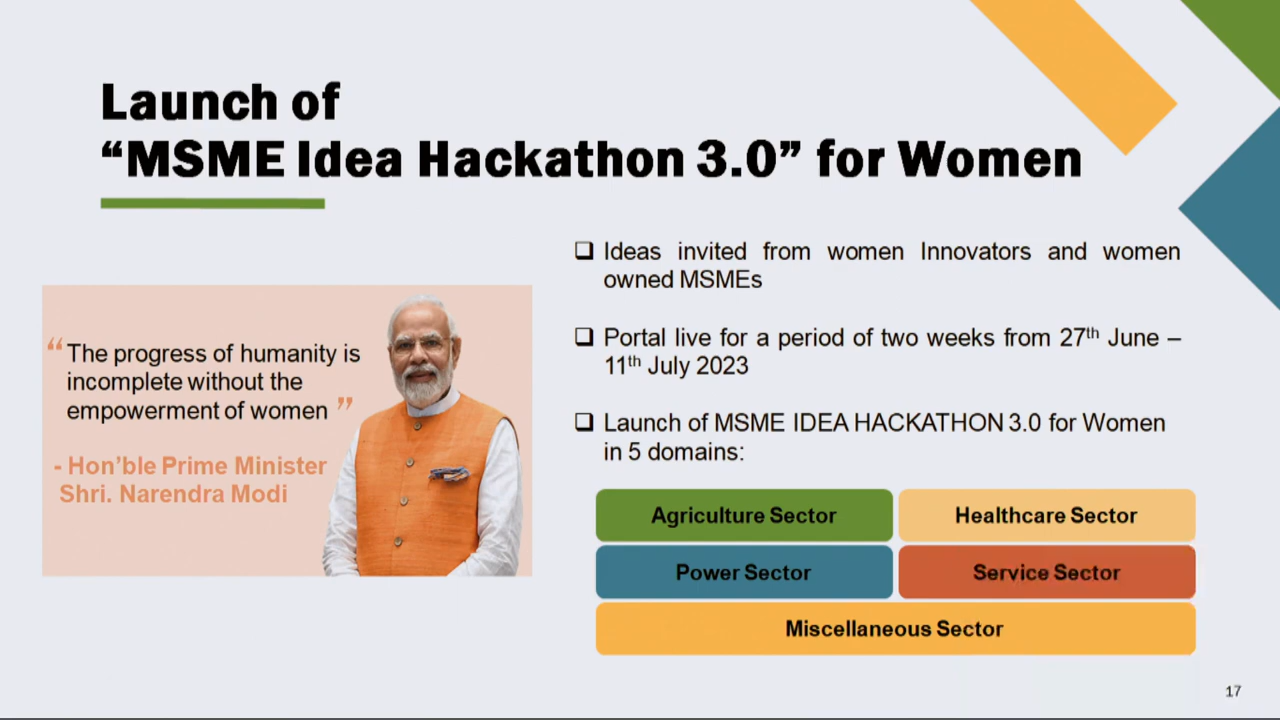 Launch of
“MSME Idea Hackathon 3.0” for Women
“The progress of humanity is
incomplete without the
empowerment of women ”
- Hon’ble Prime Minister
Shri. Narendra Modi
❑ Ideas invited from women Innovators and women
owned MSMEs
❑ Portal live for a period of two weeks from 27th June –
11th July 2023
❑ Launch of MSME IDEA HACKATHON 3.0 for Women
in 5 domains:
Agriculture Sector
Healthcare Sector
Power Sector
Service Sector
Miscellaneous Sector
17